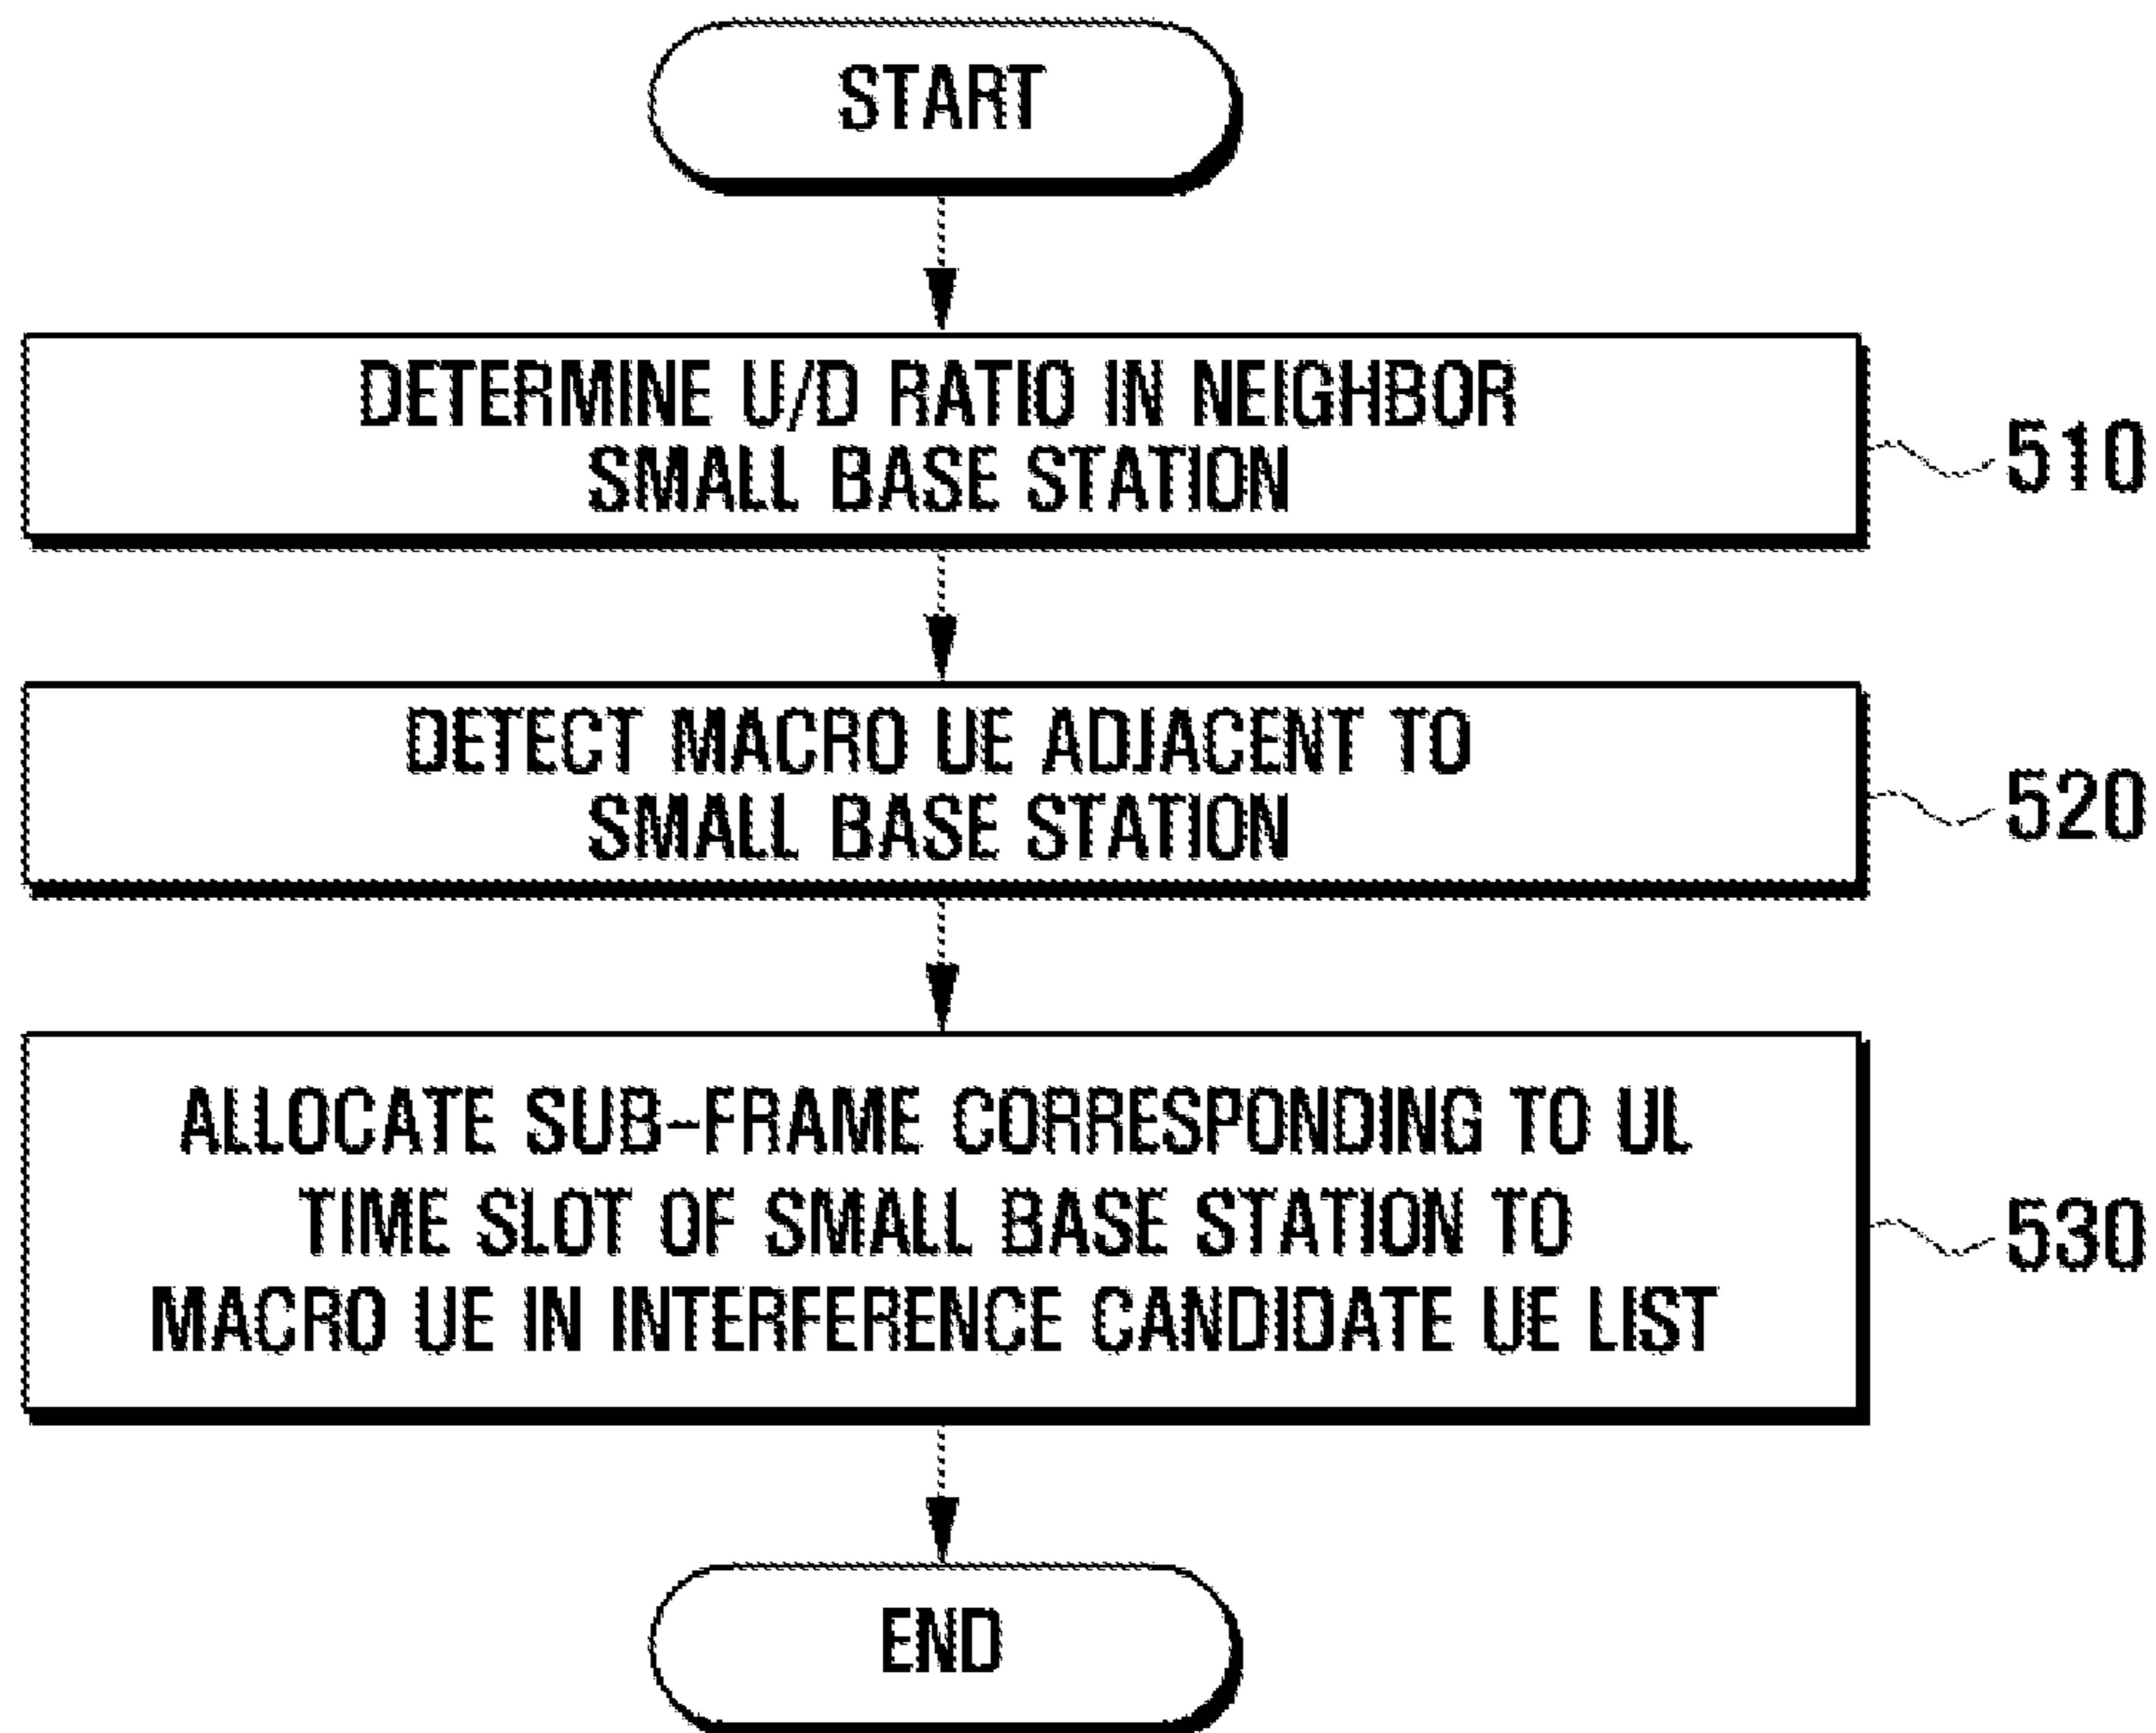 START
DETERMINE U/D RATIO IN NEIGHBOR
SMALL BASE STATION
510
DETECT MACRO UE ADJACENT TO
SMALL BASE STATION
520
ALLOCATE SUB-FRAME CORRESPONDING TO UL
TIME SLOT OF SMALL BASE STATION TO
MACRO UE IN INTERFERENCE CANDIDATE UE LIST
530
END